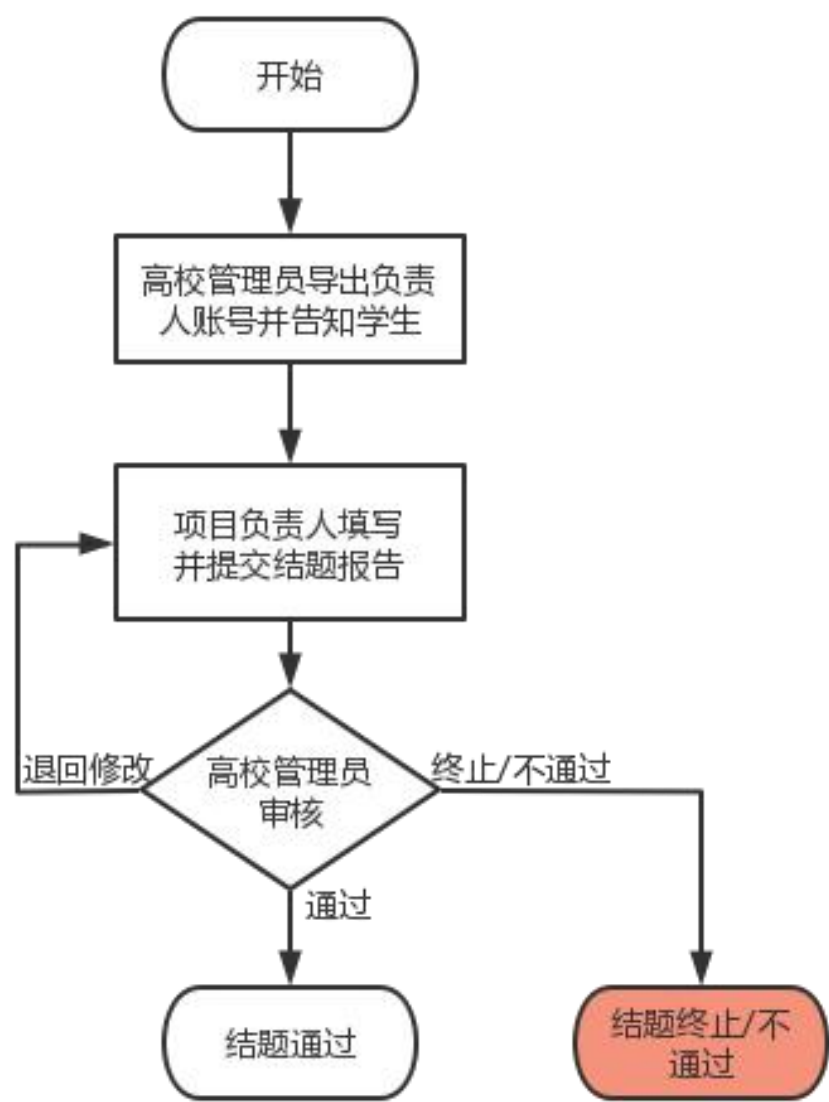 开始
高校管理员导出负责
人账号并告知学生
项目负责人填写
并提交结题报告
退回修改
高校管理员
审核
终止/不通过
通过
结题通过
结题终止/不
通过